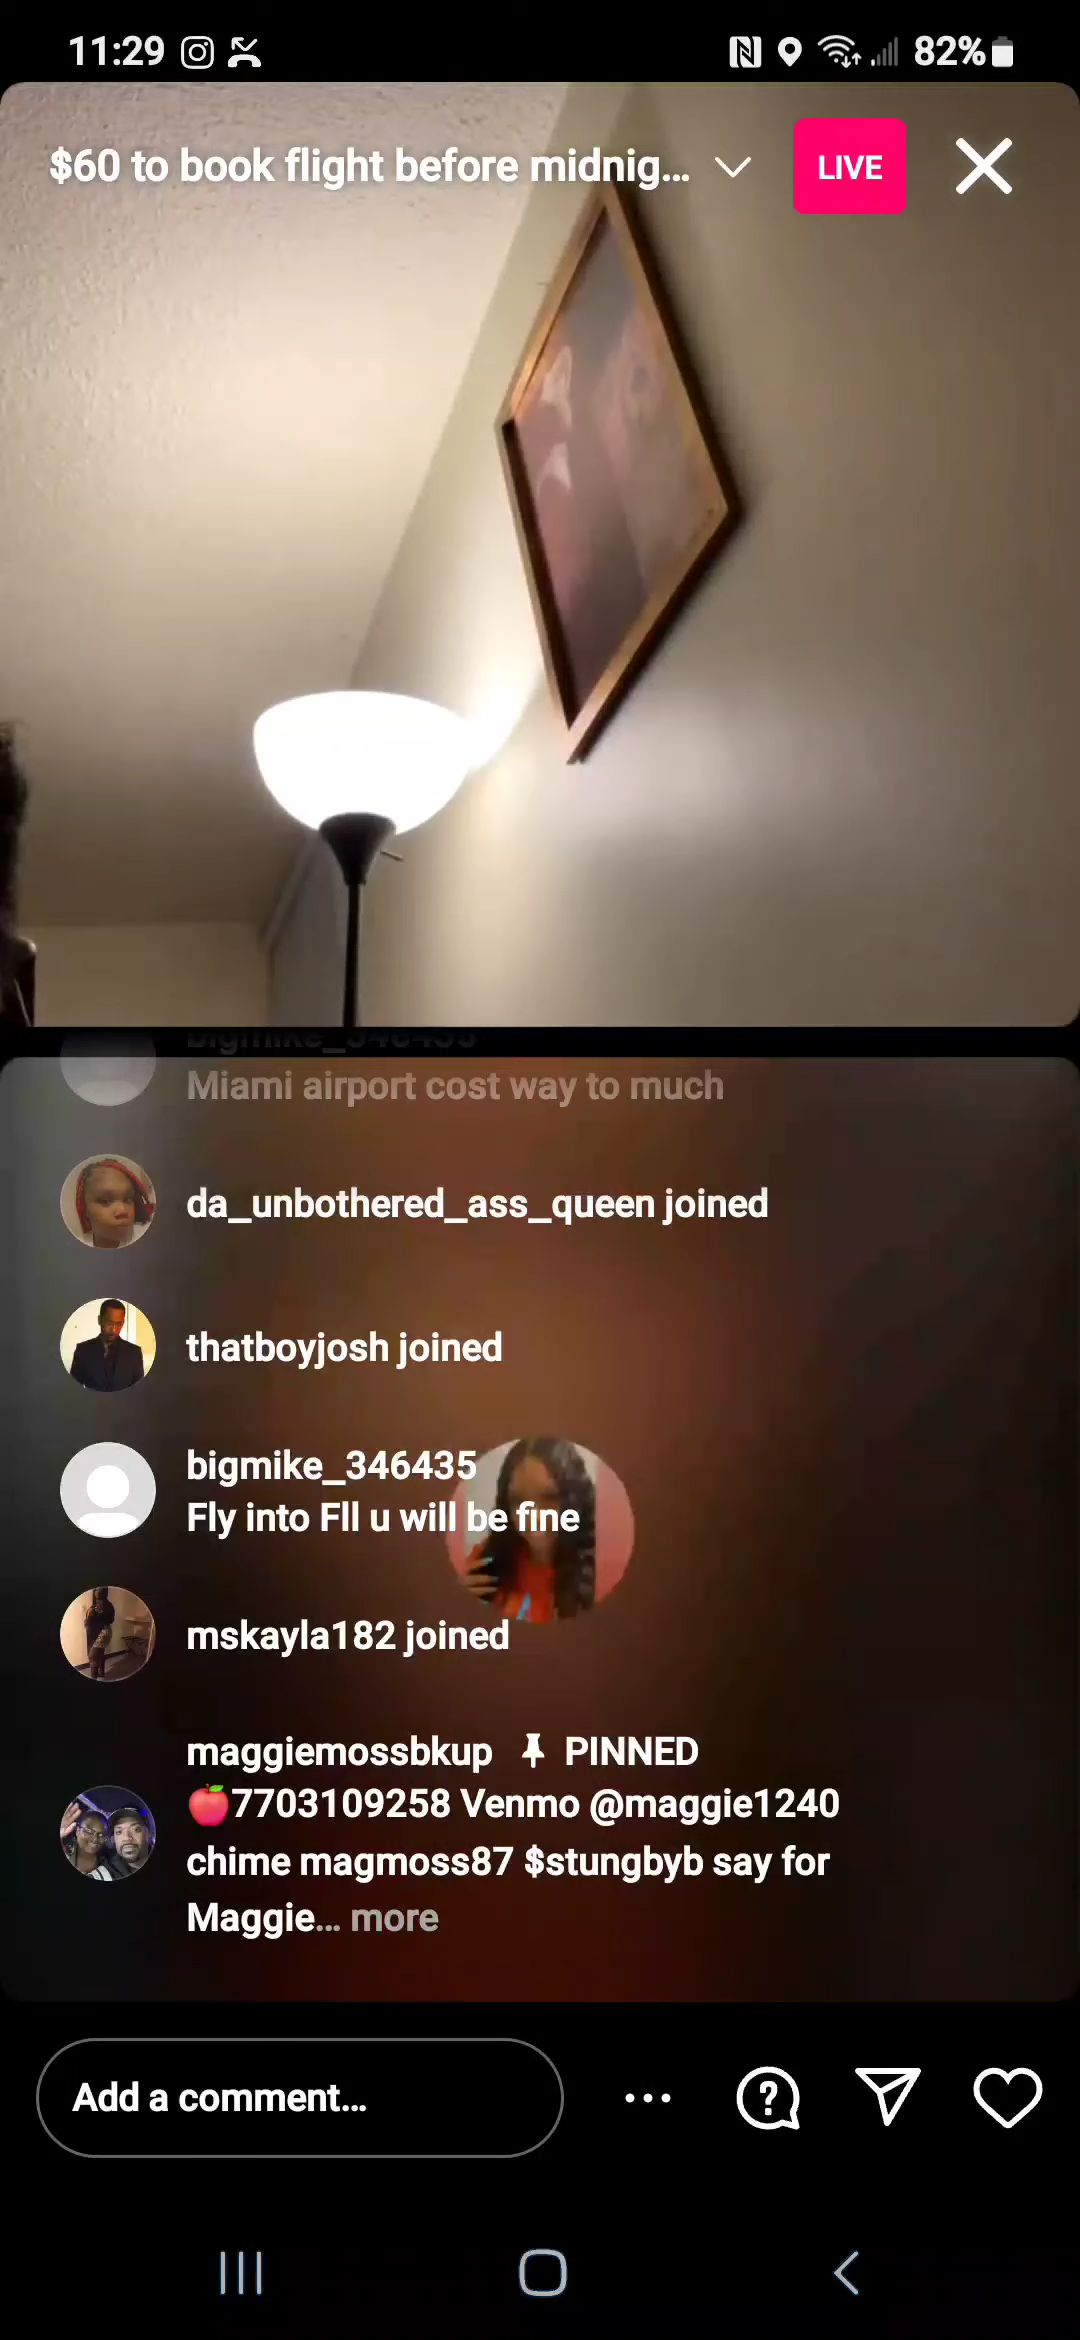 11:29
82%
$60 to book flight before midnig...
LIVE
bigmike_346435
Miami airport cost way to much
da_unbothered_ass_queen joined
thatboyjosh joined
bigmike_346435
Fly into Fll u will be fine
mskayla182 joined
maggiemossbkup 📌 PINNED
🍎7703109258 Venmo @maggie1240
chime magmoss87 $stungbyb say for
Maggie... more
Add a comment...